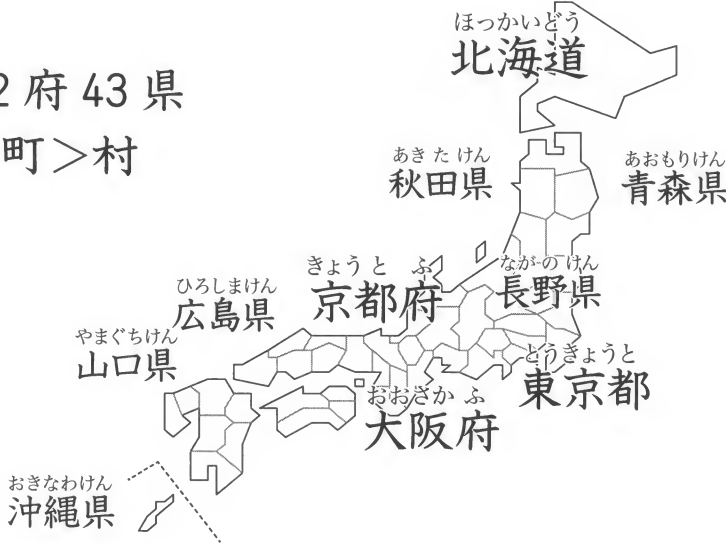 ほっかいどう
北海道
2府43県
町＞村
あきたけん
秋田県
あおもりけん
青森県
きょうと ふ
京都府
ながのけん
長野県
ひろしまけん
広島県
やまぐちけん
山口県
とうきょうと
東京都
おおさか ふ
大阪府
おきなわけん
沖縄県